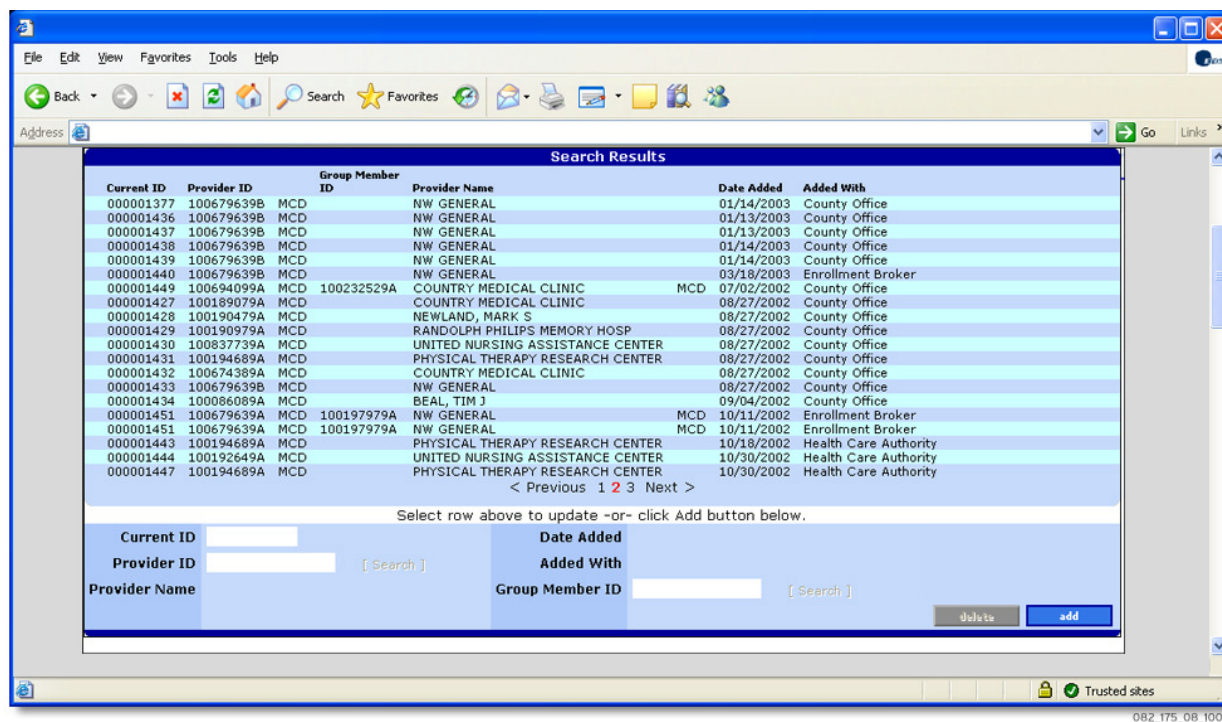 File Edit View Favorites Tools Help
Back Search Favorites
Address Go Links »
Search Results
Current ID Provider ID Group Member ID Provider Name Date Added Added With
000001377 100679639B MCD NW GENERAL 01/14/2003 County Office
000001436 100679639B MCD NW GENERAL 01/13/2003 County Office
000001437 100679639B MCD NW GENERAL 01/13/2003 County Office
000001438 100679639B MCD NW GENERAL 01/14/2003 County Office
000001439 100679639B MCD NW GENERAL 01/14/2003 County Office
000001440 100679639B MCD NW GENERAL 03/18/2003 Enrollment Broker
000001449 100694099A MCD 100232529A COUNTRY MEDICAL CLINIC MCD 07/02/2002 County Office
000001427 100189079A MCD COUNTRY MEDICAL CLINIC 08/27/2002 County Office
000001428 100190479A MCD NEWLAND, MARK S 08/27/2002 County Office
000001429 100190979A MCD RANDOLPH PHILIPS MEMORY HOSP 08/27/2002 County Office
000001430 100837739A MCD UNITED NURSING ASSISTANCE CENTER 08/27/2002 County Office
000001431 100194689A MCD PHYSICAL THERAPY RESEARCH CENTER 08/27/2002 County Office
000001432 100674389A MCD COUNTRY MEDICAL CLINIC 08/27/2002 County Office
000001433 100679639B MCD NW GENERAL 08/27/2002 County Office
000001434 100086089A MCD BEAL, TIM J 09/04/2002 County Office
000001451 100679639A MCD 100197979A NW GENERAL MCD 10/11/2002 Enrollment Broker
000001451 100679639A MCD 100197979A NW GENERAL MCD 10/11/2002 Enrollment Broker
000001443 100194689A MCD PHYSICAL THERAPY RESEARCH CENTER 10/18/2002 Health Care Authority
000001444 100192649A MCD UNITED NURSING ASSISTANCE CENTER 10/30/2002 Health Care Authority
000001447 100194689A MCD PHYSICAL THERAPY RESEARCH CENTER 10/30/2002 Health Care Authority
< Previous 1 2 3 Next >
Select row above to update -or- click Add button below.
Current ID Date Added
Provider ID [ Search ] Added With
Provider Name Group Member ID [ Search ]
delete add
Trusted sites
082_175_08_100